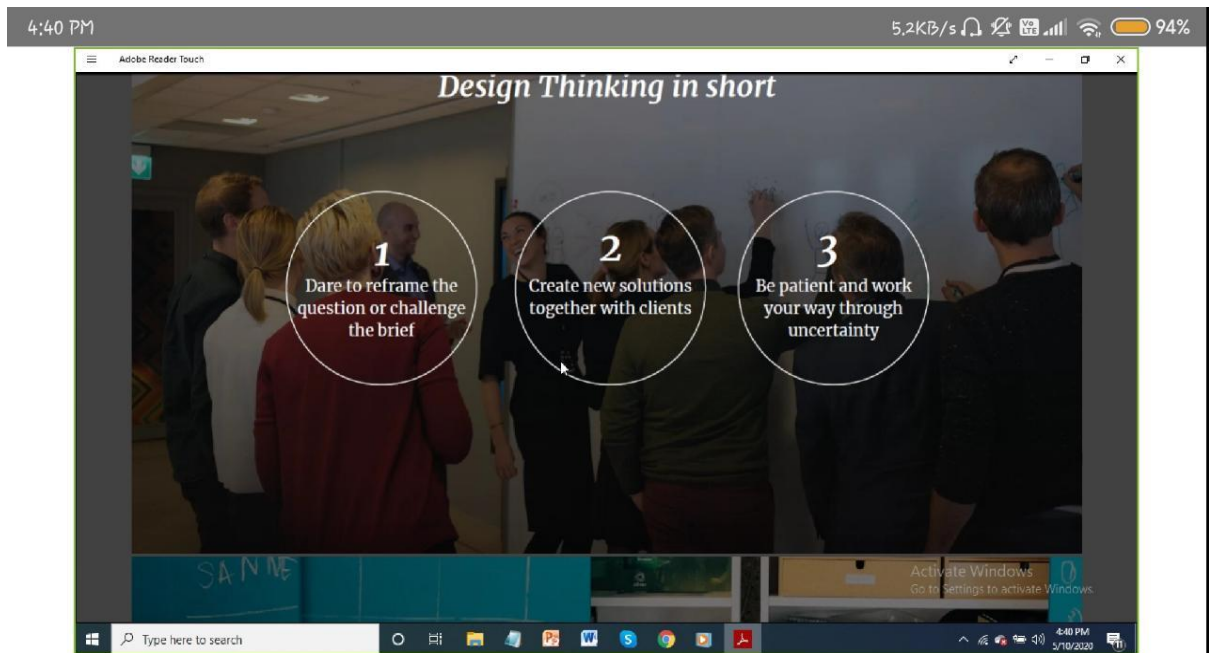 4:40 PM 5.2KB/s Vo LTE 94%
Adobe Reader Touch
Design Thinking in short
1
Dare to reframe the
question or challenge
the brief
2
Create new solutions
together with clients
3
Be patient and work
your way through
uncertainty
SANNE
Activate Windows
Go to Settings to activate Windows.
Type here to search
4:40 PM
5/10/2020